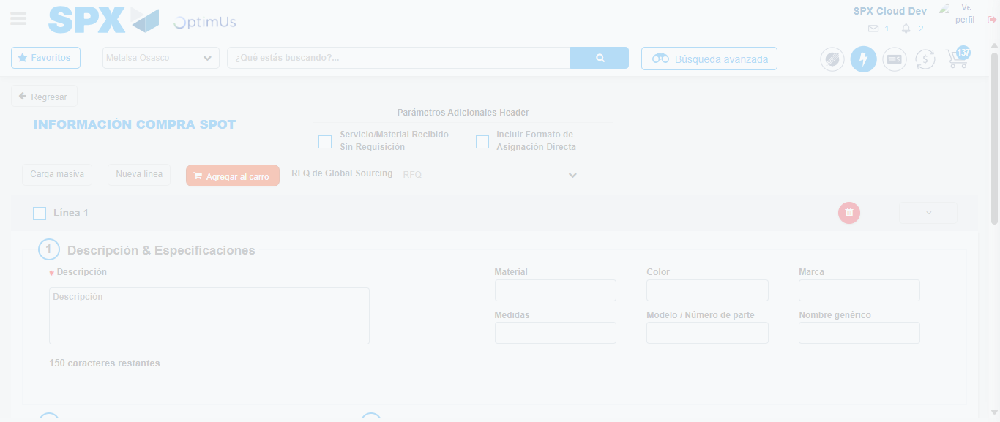 SPX
OptimUs
SPX Cloud Dev
Ve
perfil
1
2
Favoritos
Metalsa Osasco
¿Qué estás buscando?...
Búsqueda avanzada
137
Regresar
INFORMACIÓN COMPRA SPOT
Parámetros Adicionales Header
Servicio/Material Recibido
Sin Requisición
Incluir Formato de
Asignación Directa
Carga masiva
Nueva línea
Agregar al carro
RFQ de Global Sourcing
RFQ
Linea 1
1
Descripción & Especificaciones
* Descripción
Material
Color
Marca
Descripción
Medidas
Modelo / Número de parte
Nombre genérico
150 caracteres restantes